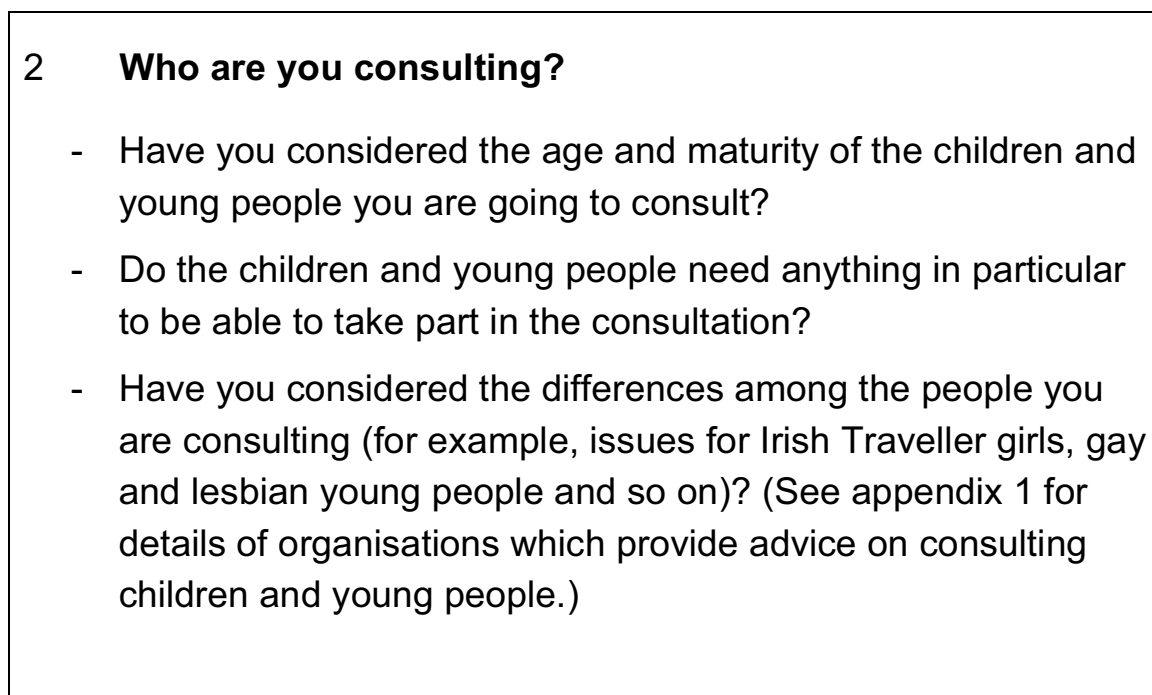 2 Who are you consulting?
- Have you considered the age and maturity of the children and
young people you are going to consult?
- Do the children and young people need anything in particular
to be able to take part in the consultation?
- Have you considered the differences among the people you
are consulting (for example, issues for Irish Traveller girls, gay
and lesbian young people and so on)? (See appendix 1 for
details of organisations which provide advice on consulting
children and young people.)